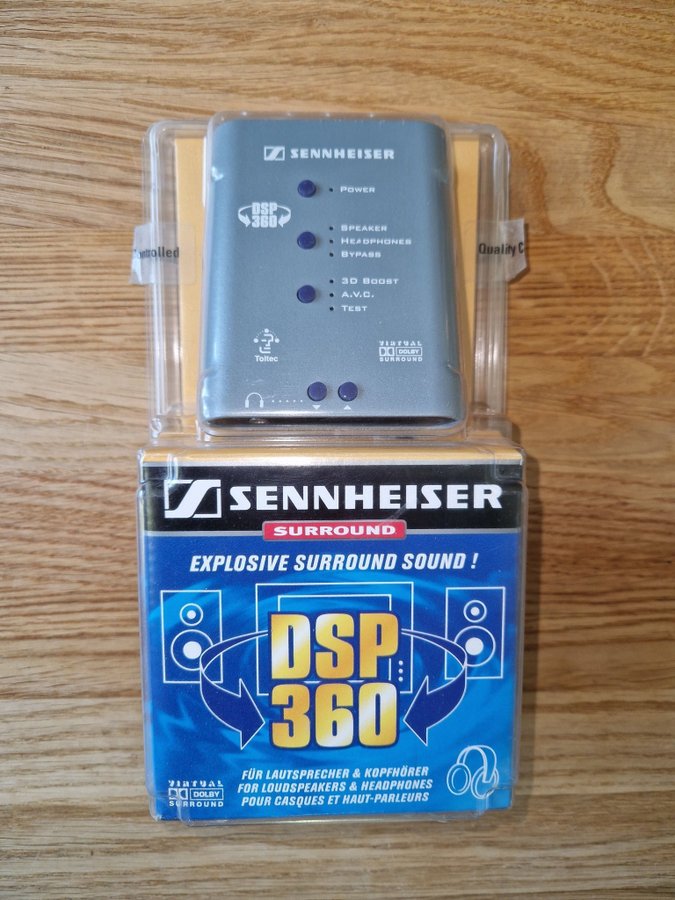 SENNHEISER
POWER
DSP
360
SPEAKER
HEADPHONES
BYPASS
Controlled
Quality C
3D BOOST
A.V.C.
TEST
Toltec
VIRTUAL
DOLBY
SURROUND
SENNHEISER
SURROUND
EXPLOSIVE SURROUND SOUND !
DSP
360
FÜR LAUTSPRECHER & KOPFHÖRER
FOR LOUDSPEAKERS & HEADPHONES
POUR CASQUES ET HAUT-PARLEURS
VIRTUAL
DOLBY
SURROUND